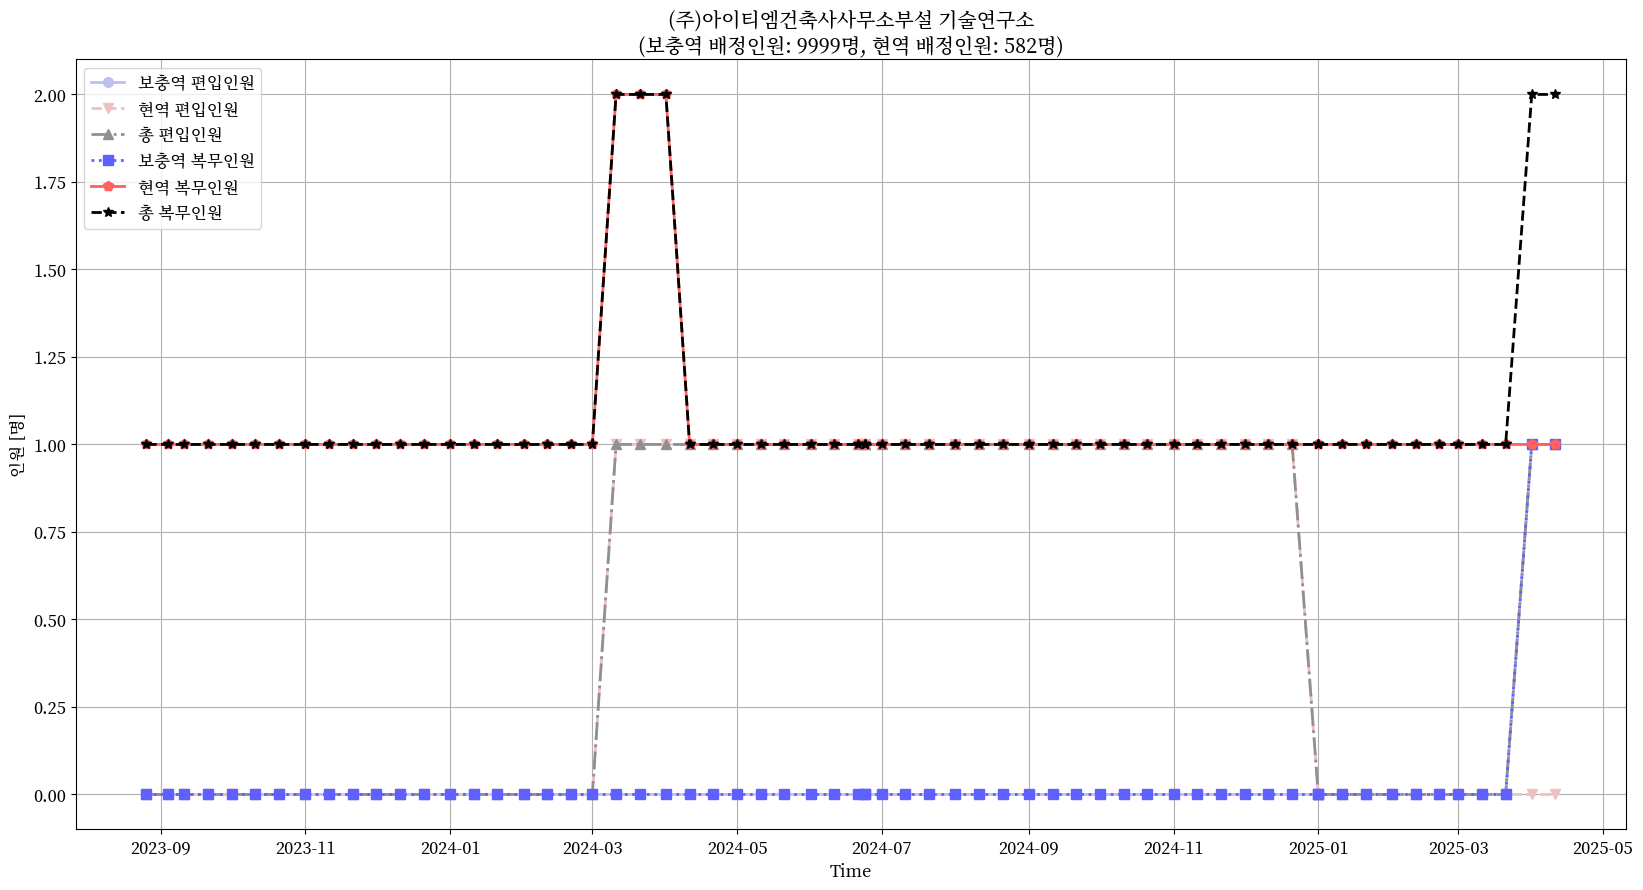 (주)아이티엠건축사사무소부설 기술연구소
(보충역 배정인원: 9999명, 현역 배정인원: 582명)
보충역 편입인원
현역 편입인원
총 편입인원
보충역 복무인원
현역 복무인원
총 복무인원
인원 [명]
2.00
1.75
1.50
1.25
1.00
0.75
0.50
0.25
0.00
2023-09 2023-11 2024-01 2024-03 2024-05 2024-07 2024-09 2024-11 2025-01 2025-03 2025-05
Time